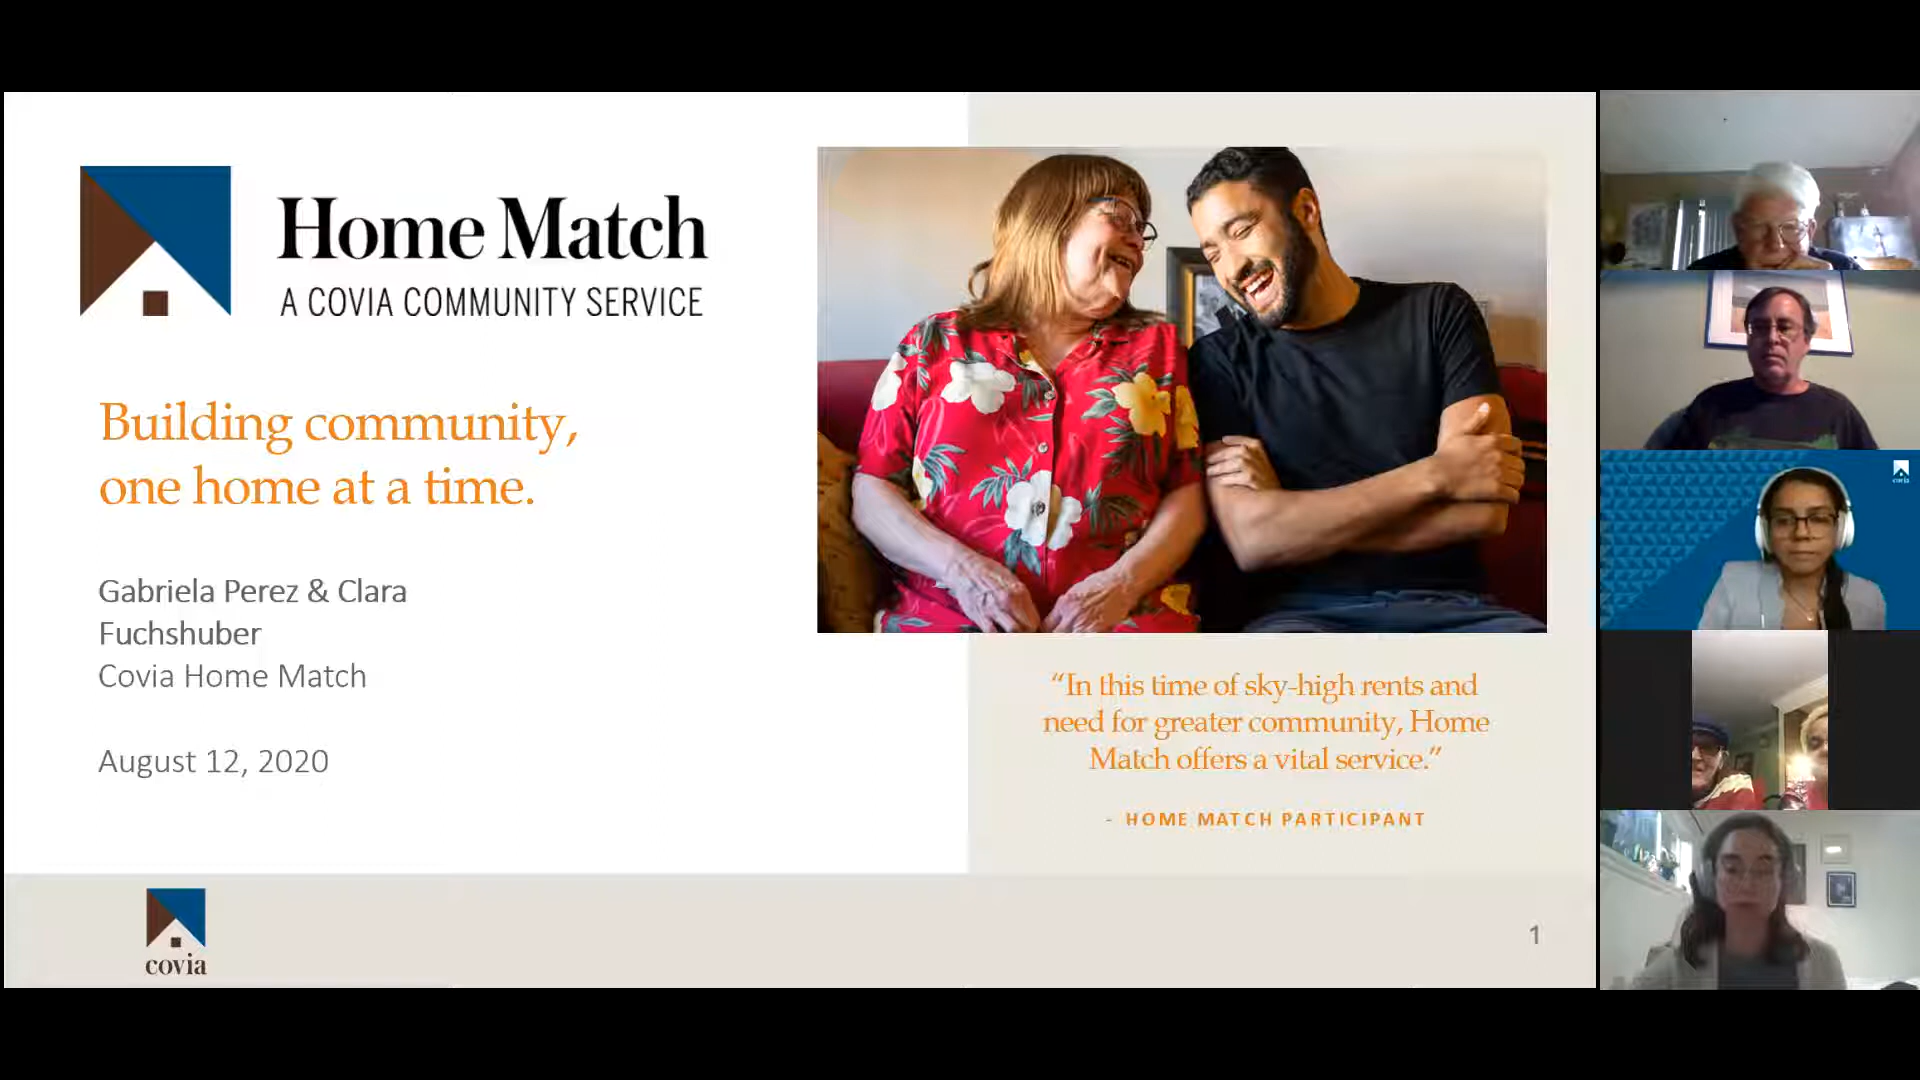 Home Match
A COVIA COMMUNITY SERVICE
Building community,
one home at a time.
Gabriela Perez & Clara
Fuchshuber
Covia Home Match
August 12, 2020
“In this time of sky-high rents and
need for greater community, Home
Match offers a vital service.”
- HOME MATCH PARTICIPANT
covia
1
covia